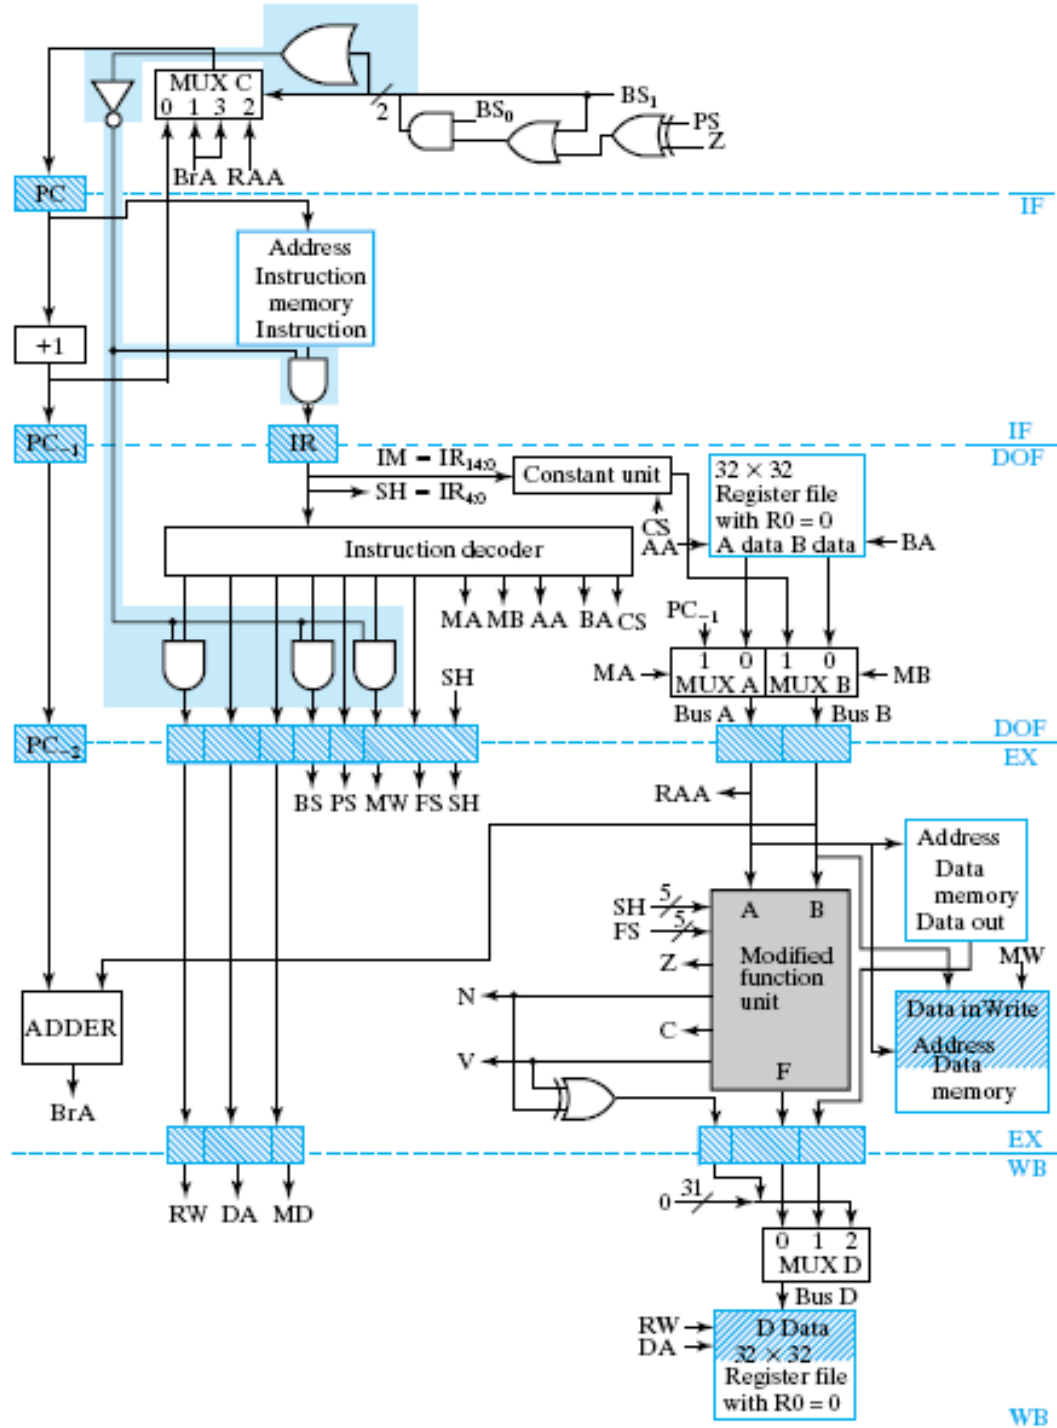 MUX C
0 1 3 2
2
BS₁
BS₀
PS
Z
BrA RAA
PC
IF
Address
Instruction
memory
Instruction
+1
PC₋₁
IR
IF
DOF
IM = IR₁₄:₀
SH = IR₄:₀
Constant unit
CS
32 × 32
Register file
with R0 = 0
A data B data
AA
BA
Instruction decoder
MA MB AA BA CS
PC₋₁
1 0 1 0
MA
MUX A MUX B
MB
SH
Bus A
Bus B
PC₋₂
DOF
EX
BS PS MW FS SH
RAA
Address
Data
memory
Data out
SH 5
FS 5
A B
Modified
function
unit
Z
N
C
V
F
MW
Data in Write
Address
Data
memory
ADDER
BrA
EX
WB
RW DA MD
0 31
0 1 2
MUX D
Bus D
RW
DA
D Data
32 × 32
Register file
with R0 = 0
WB